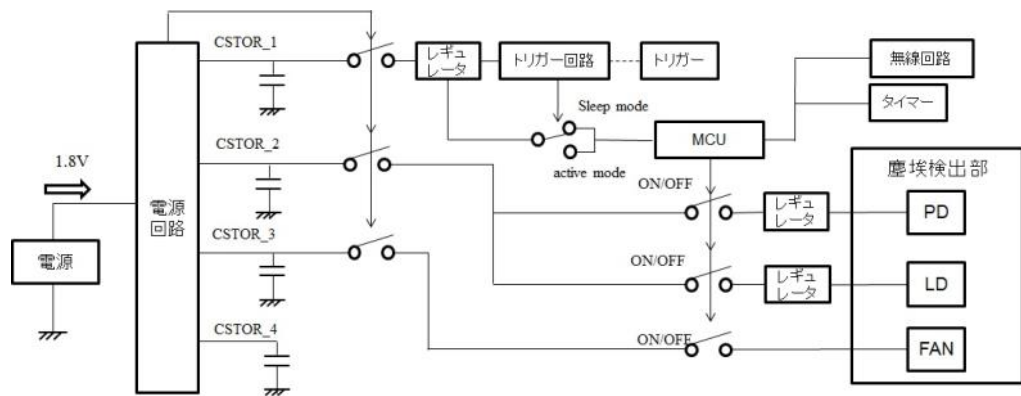 CSTOR_1
レギュ
レータ
トリガー回路
トリガー
無線回路
タイマー
Sleep mode
CSTOR_2
MCU
1.8V
active mode
塵埃検出部
ON/OFF
電源
回路
レギュ
レータ
PD
CSTOR_3
電源
ON/OFF
レギュ
レータ
LD
CSTOR_4
ON/OFF
FAN